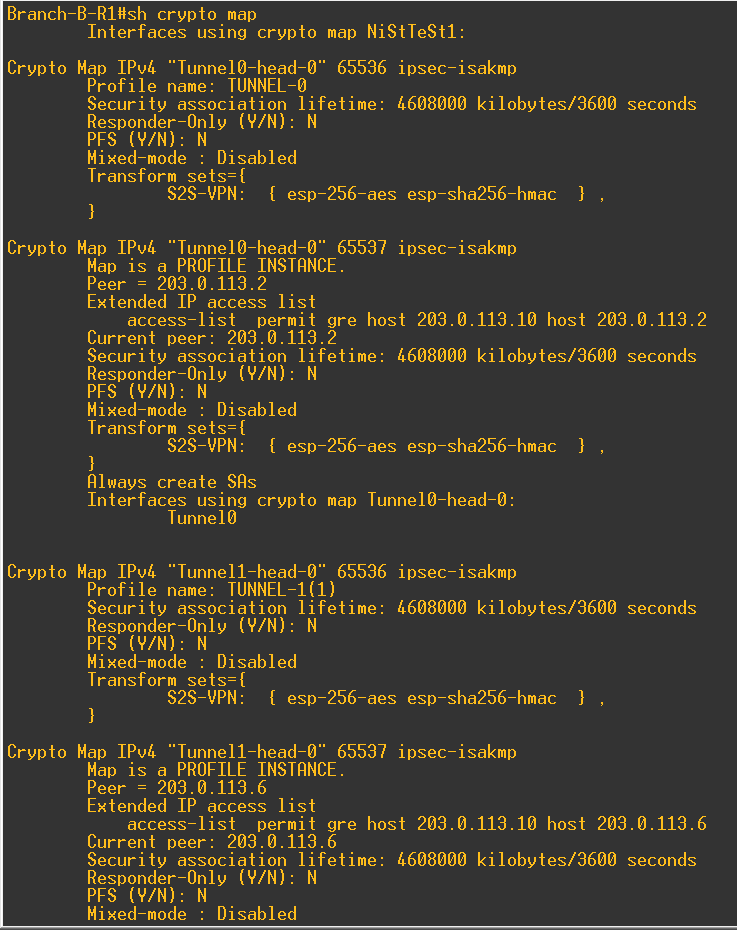 Branch-B-R1#sh crypto map
Interfaces using crypto map NiStTeSt1:
Crypto Map IPv4 "Tunnel0-head-0" 65536 ipsec-isakmp
Profile name: TUNNEL-0
Security association lifetime: 4608000 kilobytes/3600 seconds
Responder-Only (Y/N): N
PFS (Y/N): N
Mixed-mode : Disabled
Transform sets={
S2S-VPN:  { esp-256-aes esp-sha256-hmac  } ,
}
Crypto Map IPv4 "Tunnel0-head-0" 65537 ipsec-isakmp
Map is a PROFILE INSTANCE.
Peer = 203.0.113.2
Extended IP access list
access-list  permit gre host 203.0.113.10 host 203.0.113.2
Current peer: 203.0.113.2
Security association lifetime: 4608000 kilobytes/3600 seconds
Responder-Only (Y/N): N
PFS (Y/N): N
Mixed-mode : Disabled
Transform sets={
S2S-VPN:  { esp-256-aes esp-sha256-hmac  } ,
}
Always create SAs
Interfaces using crypto map Tunnel0-head-0:
Tunnel0
Crypto Map IPv4 "Tunnel1-head-0" 65536 ipsec-isakmp
Profile name: TUNNEL-1(1)
Security association lifetime: 4608000 kilobytes/3600 seconds
Responder-Only (Y/N): N
PFS (Y/N): N
Mixed-mode : Disabled
Transform sets={
S2S-VPN:  { esp-256-aes esp-sha256-hmac  } ,
}
Crypto Map IPv4 "Tunnel1-head-0" 65537 ipsec-isakmp
Map is a PROFILE INSTANCE.
Peer = 203.0.113.6
Extended IP access list
access-list  permit gre host 203.0.113.10 host 203.0.113.6
Current peer: 203.0.113.6
Security association lifetime: 4608000 kilobytes/3600 seconds
Responder-Only (Y/N): N
PFS (Y/N): N
Mixed-mode : Disabled